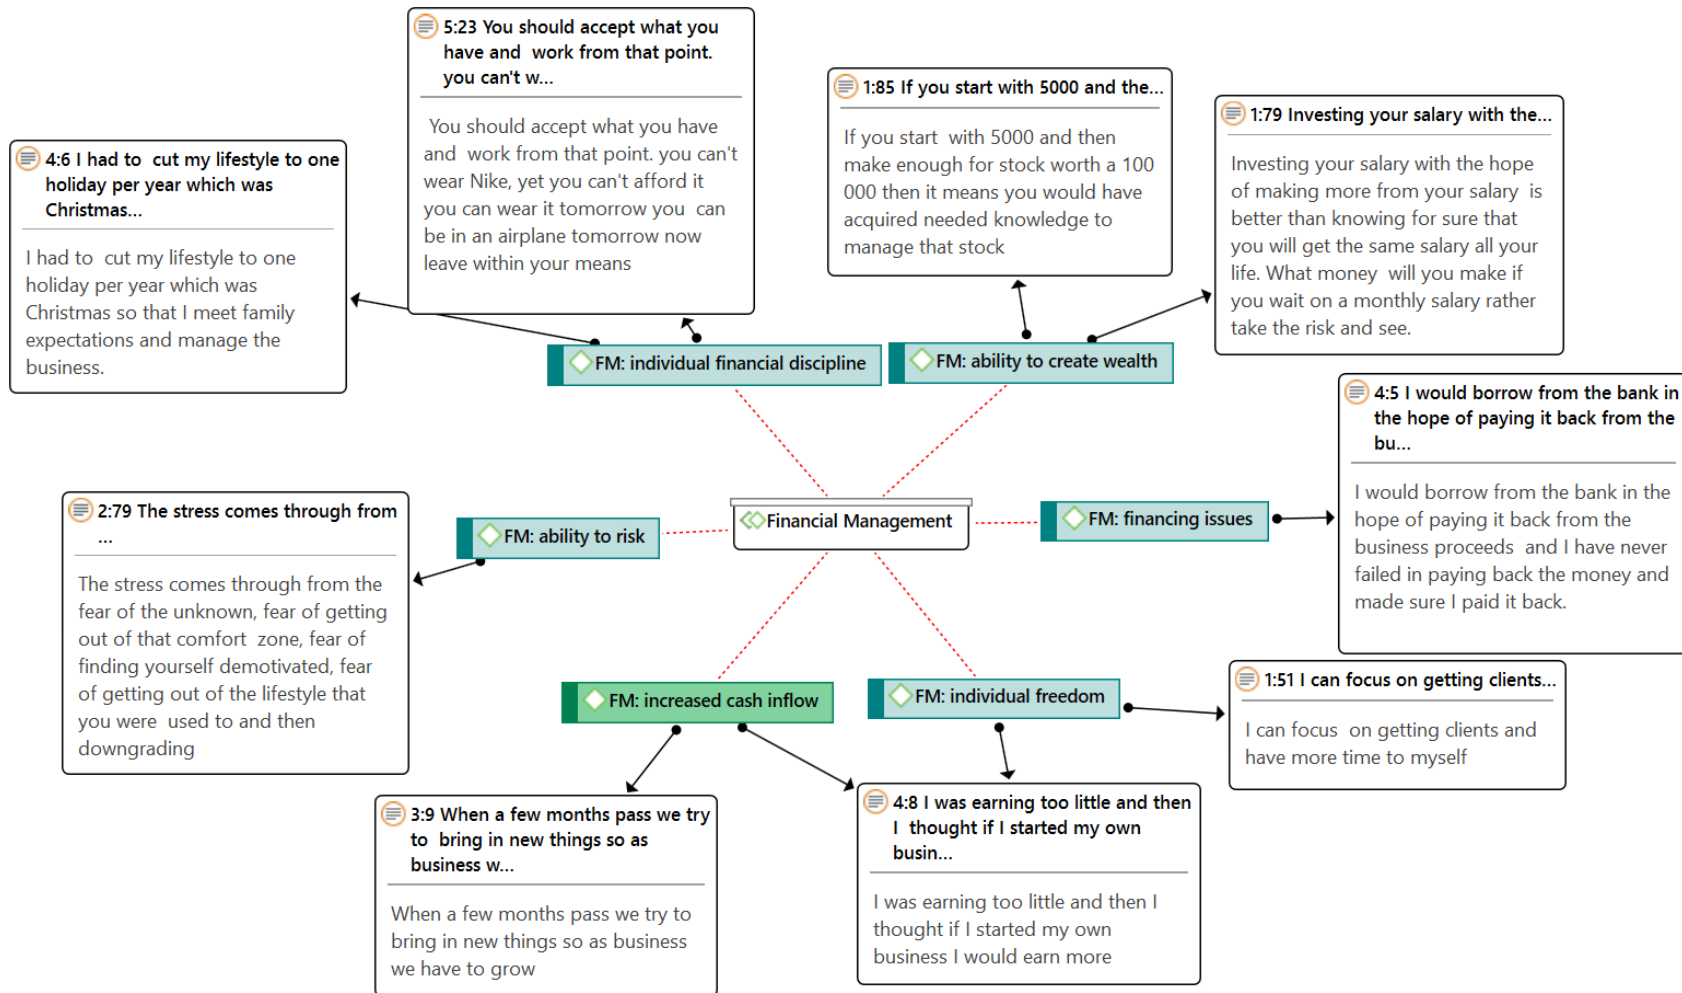 5:23 You should accept what you
have and work from that point.
you can't w...
You should accept what you have
and work from that point. you can't
wear Nike, yet you can't afford it
you can wear it tomorrow you can
be in an airplane tomorrow now
leave within your means
1:85 If you start with 5000 and the...
If you start with 5000 and then
make enough for stock worth a 100
000 then it means you would have
acquired needed knowledge to
manage that stock
1:79 Investing your salary with the...
Investing your salary with the hope
of making more from your salary is
better than knowing for sure that
you will get the same salary all your
life. What money will you make if
you wait on a monthly salary rather
take the risk and see.
4:6 I had to cut my lifestyle to one
holiday per year which was
Christmas...
I had to cut my lifestyle to one
holiday per year which was
Christmas so that I meet family
expectations and manage the
business.
FM: individual financial discipline
FM: ability to create wealth
4:5 I would borrow from the bank in
the hope of paying it back from the
bu...
I would borrow from the bank in the
hope of paying it back from the
business proceeds and I have never
failed in paying back the money and
made sure I paid it back.
2:79 The stress comes through from
...
The stress comes through from the
fear of the unknown, fear of getting
out of that comfort zone, fear of
finding yourself demotivated, fear
of getting out of the lifestyle that
you were used to and then
downgrading
FM: ability to risk
Financial Management
FM: financing issues
FM: increased cash inflow
FM: individual freedom
1:51 I can focus on getting clients...
I can focus on getting clients and
have more time to myself
3:9 When a few months pass we try
to bring in new things so as
business w...
When a few months pass we try to
bring in new things so as business
we have to grow
4:8 I was earning too little and then
I thought if I started my own
busin...
I was earning too little and then I
thought if I started my own
business I would earn more